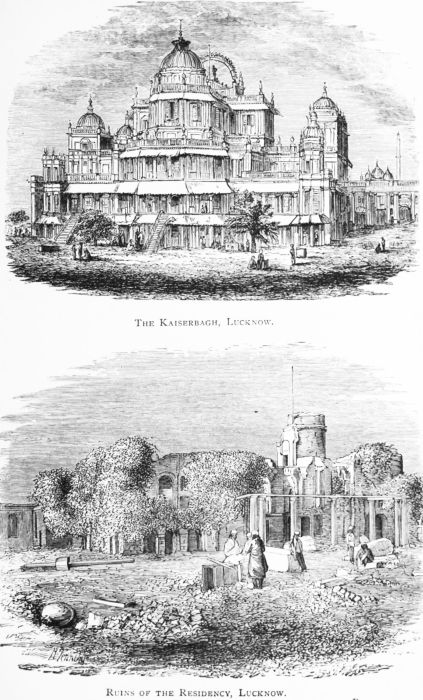 The Kaiserbagh, Lucknow.
Ruins of the Residency, Lucknow.